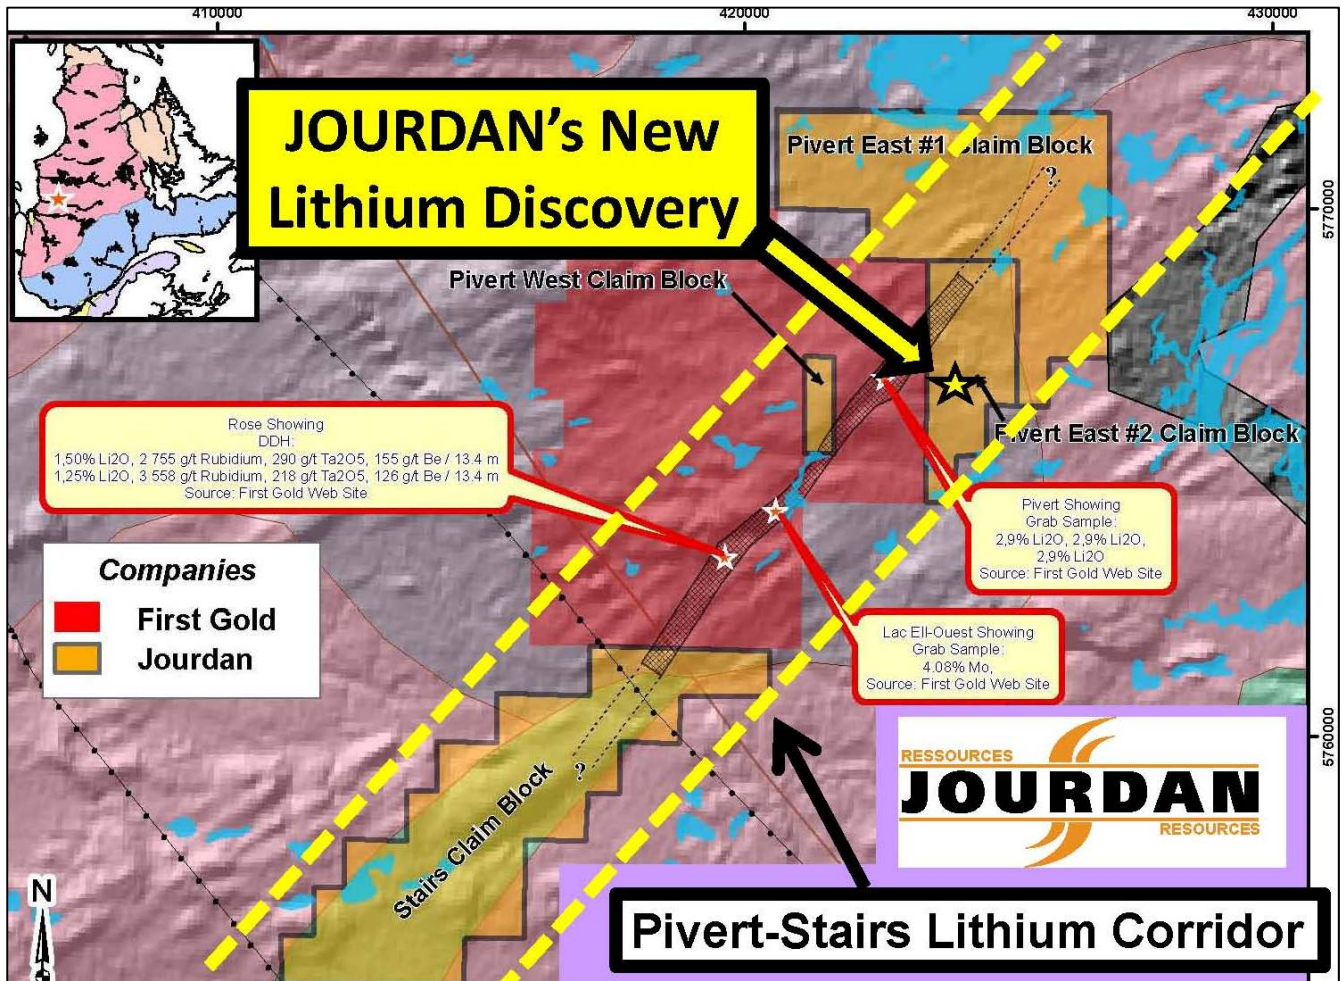 410000
420000
430000
JOURDAN's New
Lithium Discovery
Pivert East #1 Claim Block
?
5770000
Pivert West Claim Block
Rose Showing
DDH:
1,50% Li2O, 2 755 g/t Rubidium, 290 g/t Ta2O5, 155 g/t Be / 13.4 m
1,25% Li2O, 3 558 g/t Rubidium, 218 g/t Ta2O5, 126 g/t Be / 13.4 m
Source: First Gold Web Site
Pivert East #2 Claim Block
Pivert Showing
Grab Sample:
2,9% Li2O, 2,9% Li2O,
2,9% Li2O
Source: First Gold Web Site
Companies
First Gold
Jourdan
Lac Ell-Ouest Showing
Grab Sample:
4.08% Mo,
Source: First Gold Web Site
?
Stairs Claim Block
5760000
RESSOURCES
JOURDAN
RESOURCES
N
Pivert-Stairs Lithium Corridor